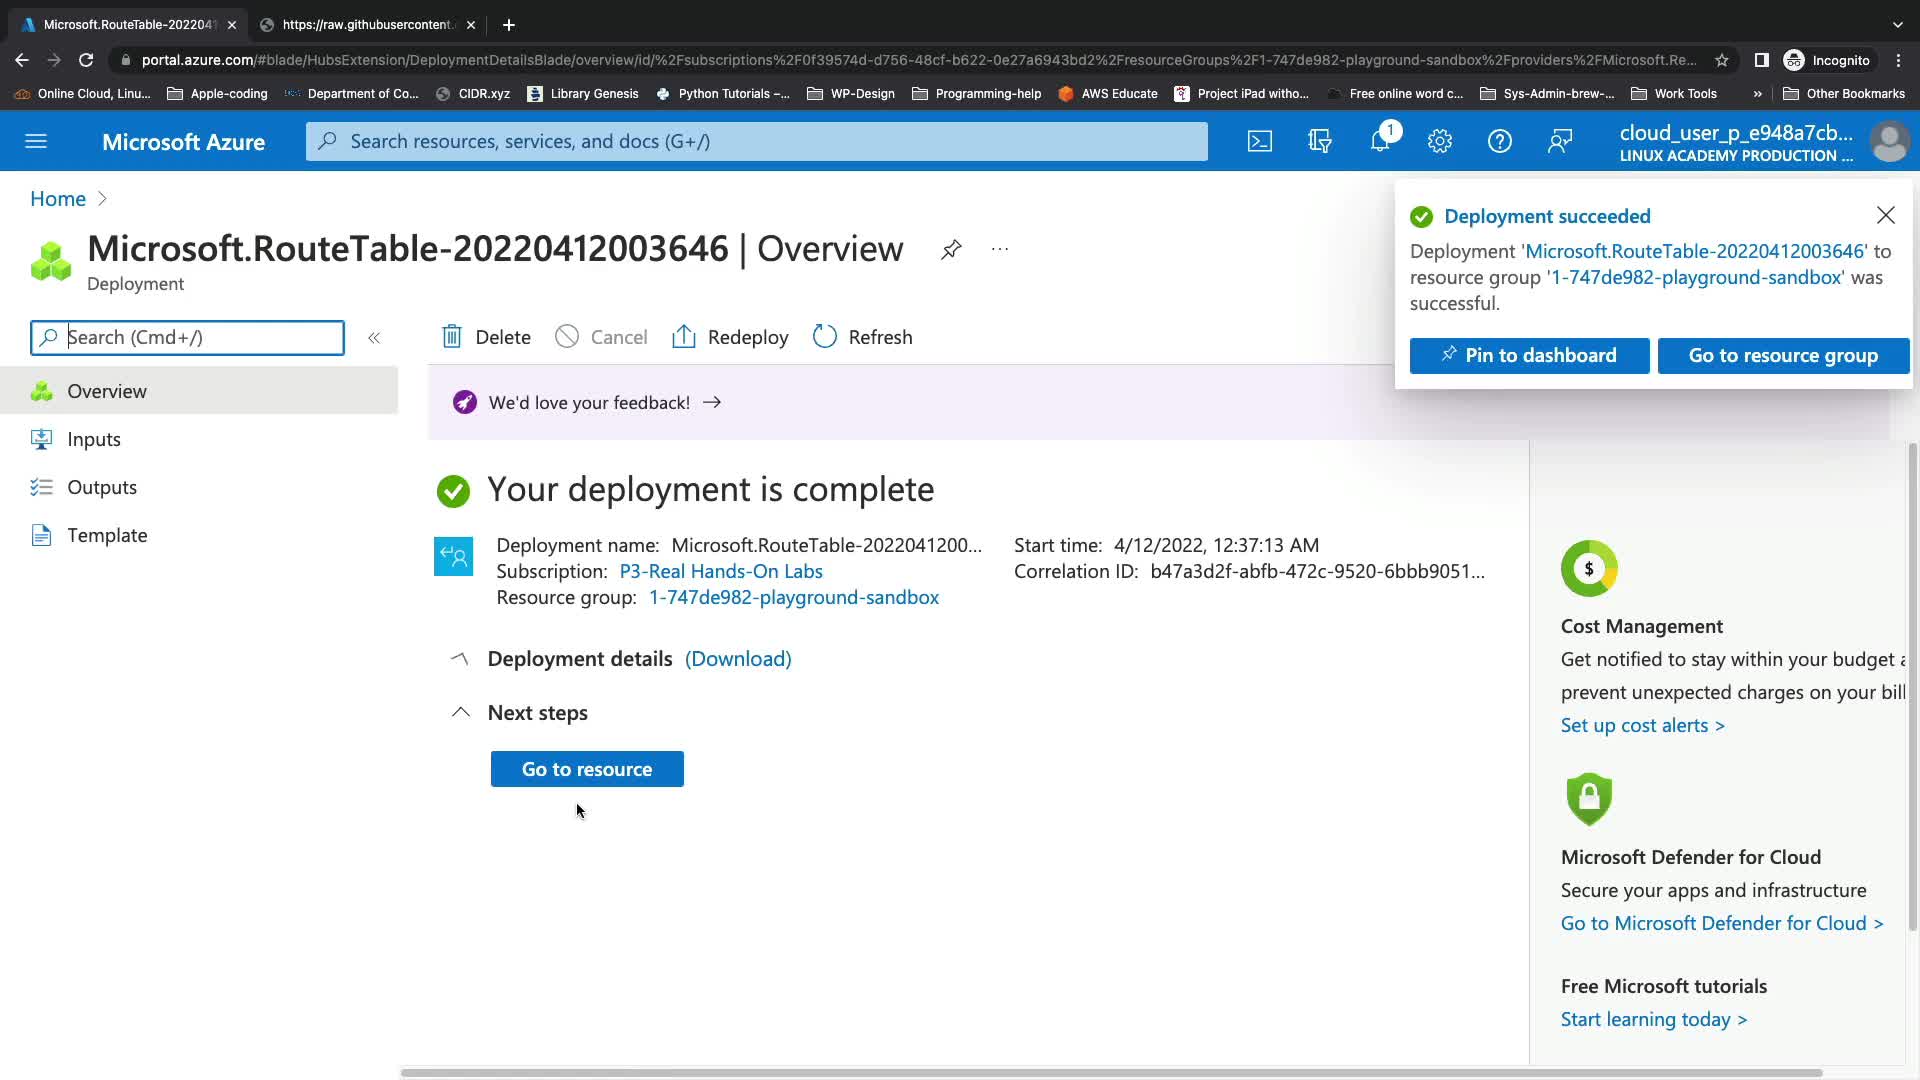 Microsoft.RouteTable-2022041
https://raw.githubusercontent.
portal.azure.com/#blade/HubsExtension/DeploymentDetailsBlade/overview/id/%2Fsubscriptions%2F0f39574d-d756-48cf-b622-0e27a6943bd2%2FresourceGroups%2F1-747de982-playground-sandbox%2Fproviders%2FMicrosoft.Re...
Incognito
Online Cloud, Linu...
Apple-coding
Department of Co...
CIDR.xyz
Library Genesis
Python Tutorials –...
WP-Design
Programming-help
AWS Educate
Project iPad witho...
Free online word c...
Sys-Admin-brew-...
Work Tools
»
Other Bookmarks
Microsoft Azure
Search resources, services, and docs (G+/)
1
cloud_user_p_e948a7cb...
LINUX ACADEMY PRODUCTION ...
Home >
Microsoft.RouteTable-20220412003646 | Overview
...
Deployment
Deployment succeeded
Deployment 'Microsoft.RouteTable-20220412003646' to
resource group '1-747de982-playground-sandbox' was
successful.
Pin to dashboard
Go to resource group
Search (Cmd+/)
«
Delete
Cancel
Redeploy
Refresh
Overview
Inputs
Outputs
Template
We'd love your feedback! →
Your deployment is complete
Deployment name: Microsoft.RouteTable-2022041200...
Subscription: P3-Real Hands-On Labs
Resource group: 1-747de982-playground-sandbox
Start time: 4/12/2022, 12:37:13 AM
Correlation ID: b47a3d2f-abfb-472c-9520-6bbb9051...
Deployment details (Download)
Next steps
Go to resource
$
Cost Management
Get notified to stay within your budget a
prevent unexpected charges on your bill
Set up cost alerts >
Microsoft Defender for Cloud
Secure your apps and infrastructure
Go to Microsoft Defender for Cloud >
Free Microsoft tutorials
Start learning today >